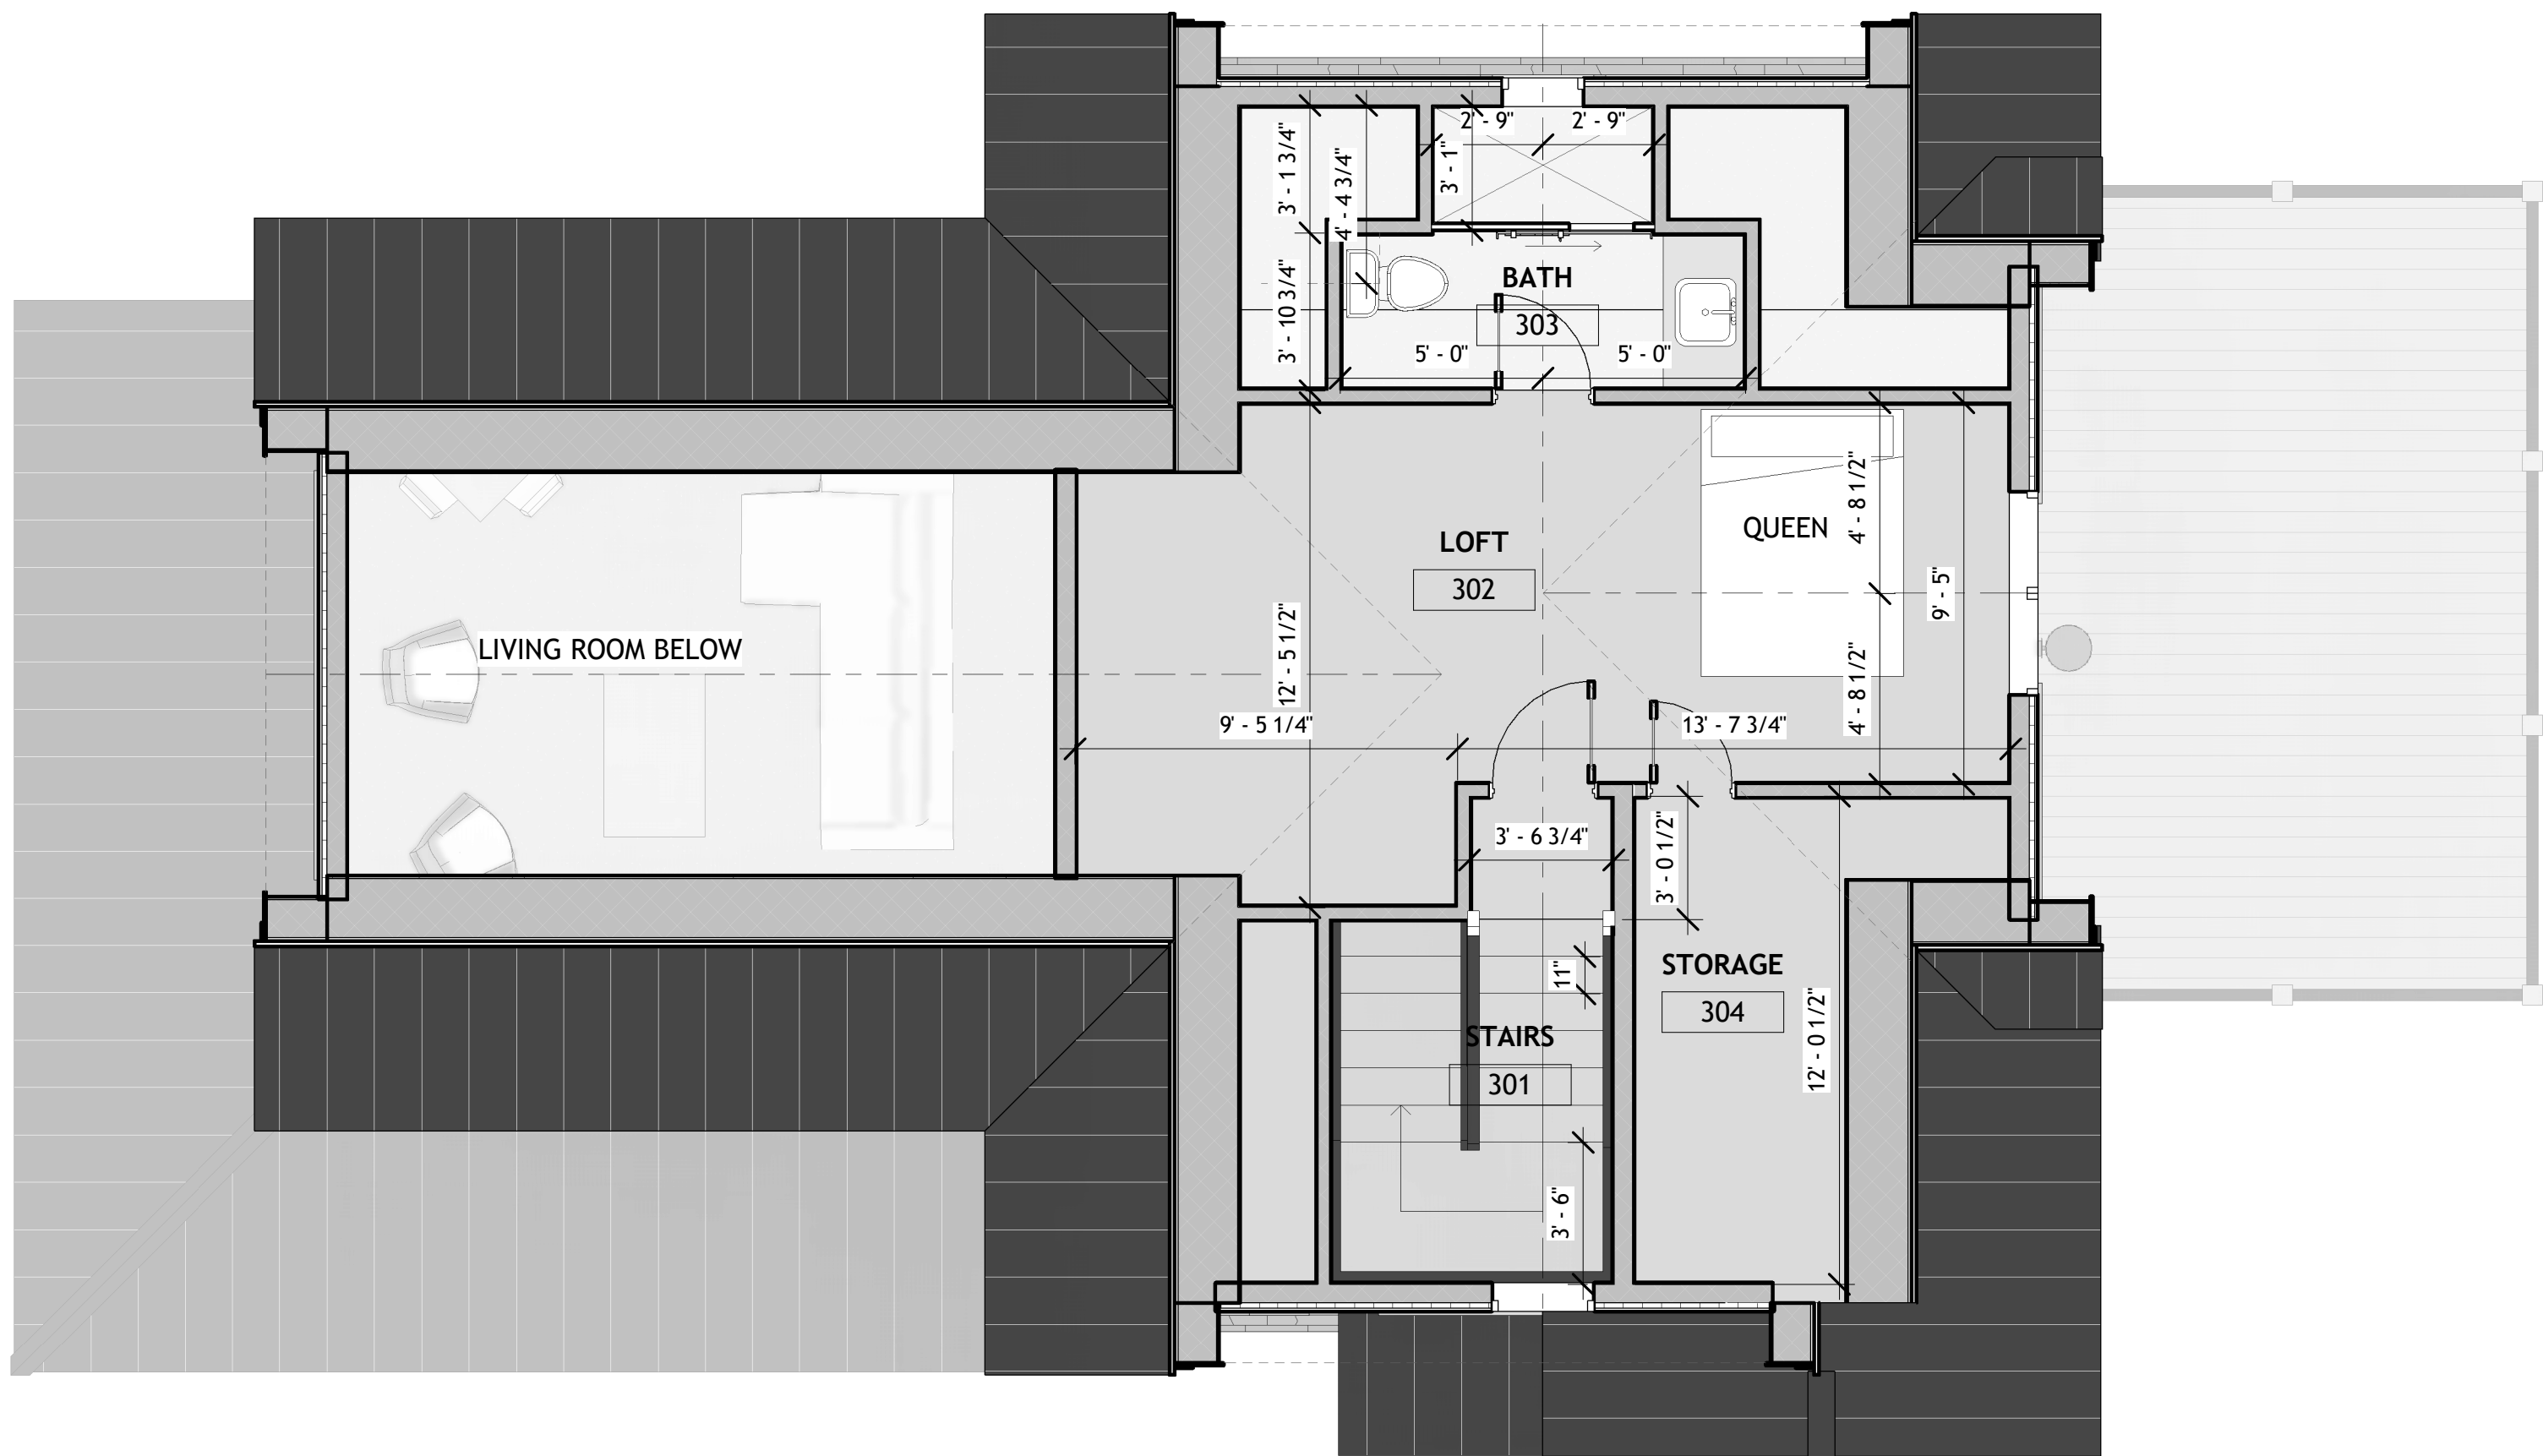 2' - 9"
2' - 9"
3' - 1 3/4"
4' - 4 3/4"
3' - 1"
BATH
303
3' - 10 3/4"
5' - 0"
5' - 0"
LOFT
302
QUEEN
4' - 8 1/2"
9' - 5"
LIVING ROOM BELOW
12' - 5 1/2"
4' - 8 1/2"
9' - 5 1/4"
13' - 7 3/4"
3' - 6 3/4"
3' - 0 1/2"
11"
STORAGE
304
STAIRS
301
12' - 0 1/2"
3' - 6"